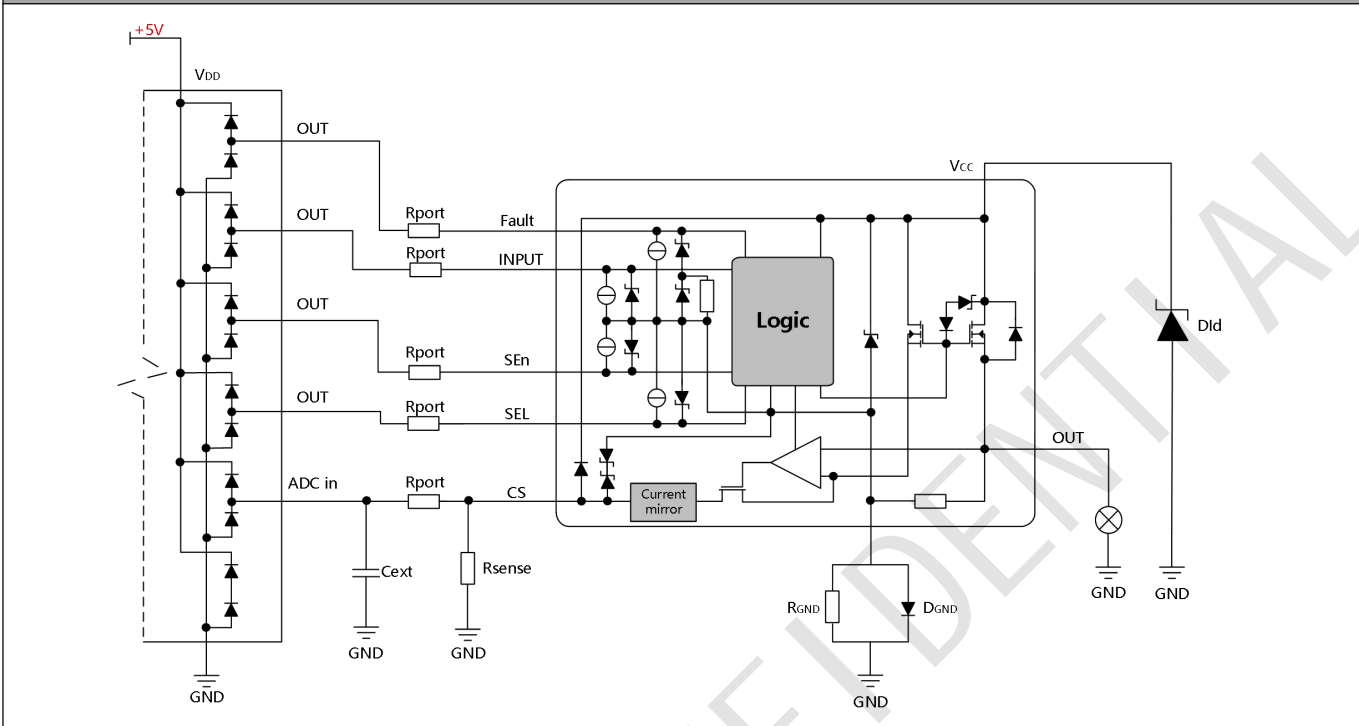 +5V
VDD
OUT
OUT
OUT
OUT
ADC in
Rport
Rport
Rport
Rport
Rport
Fault
INPUT
SEn
SEL
CS
Vcc
Logic
Current
mirror
OUT
Dld
Cext
Rsense
RGND
DGND
GND
GND
GND
GND
GND
GND